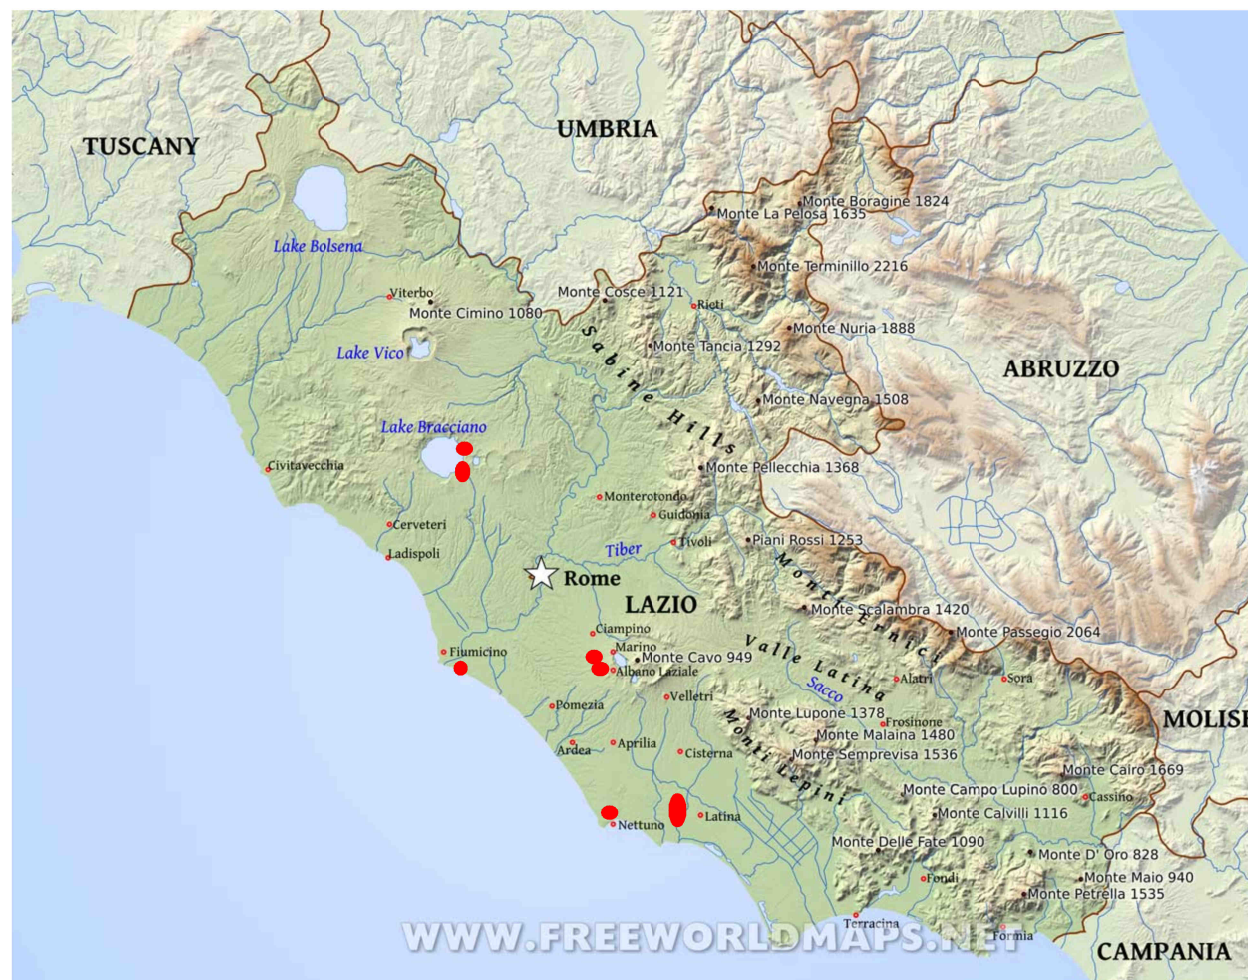 TUSCANY
UMBRIA
Monte Boragine 1824
Monte La Pelosa 1635
Lake Bolsena
Monte Terminillo 2216
Viterbo
Monte Cosce 1121
Rieti
Monte Cimino 1080
Monte Nuria 1888
Lake Vico
Monte Tancia 1292
Sabine Hills
ABRUZZO
Monte Navegna 1508
Lake Bracciano
Civitavecchia
Monte Pellecchia 1368
Monterotondo
Guidonia
Cerveteri
Tivoli
Piani Rossi 1253
Ladispoli
Tiber
Rome
Monti Ernici
LAZIO
Monte Scalambra 1420
Ciampino
Monte Passegio 2064
Marino
Fiumicino
Monte Cavo 949
Valle Latina
Albano Laziale
Alatri
Sora
Sacco
Velletri
Pomezia
Monte Lupone 1378
Frosinone
MOLISE
Monte Malaina 1480
Ardea
Aprilia
Cisterna
Monte Semprevisa 1536
Monti Lepini
Monte Cairo 1669
Monte Campo Lupino 800
Cassino
Nettuno
Latina
Monte Calvilli 1116
Monte Delle Fate 1090
Monte D' Oro 828
Fondi
Monte Maio 940
Monte Petrella 1535
Terracina
WWW.FREEWORLDMAPS.NET
Formia
CAMPANIA